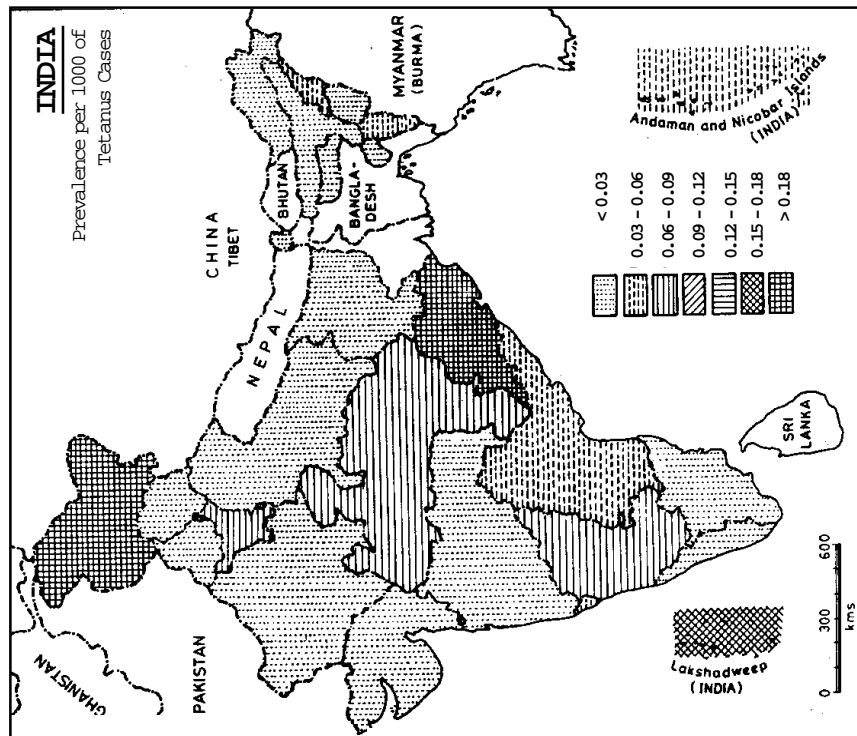 INDIA
Prevalence per 1000 of
Tetanus Cases
CHINA
TIBET
NEPAL
BHUTAN
BANGLA-
DESH
MYANMAR
(BURMA)
GHANISTAN
PAKISTAN
SRI
LANKA
Andaman and Nicobar Islands
(INDIA)
Lakshadweep
(INDIA)
< 0.03
0.03 - 0.06
0.06 - 0.09
0.09 - 0.12
0.12 - 0.15
0.15 - 0.18
> 0.18
0 300 600
kms